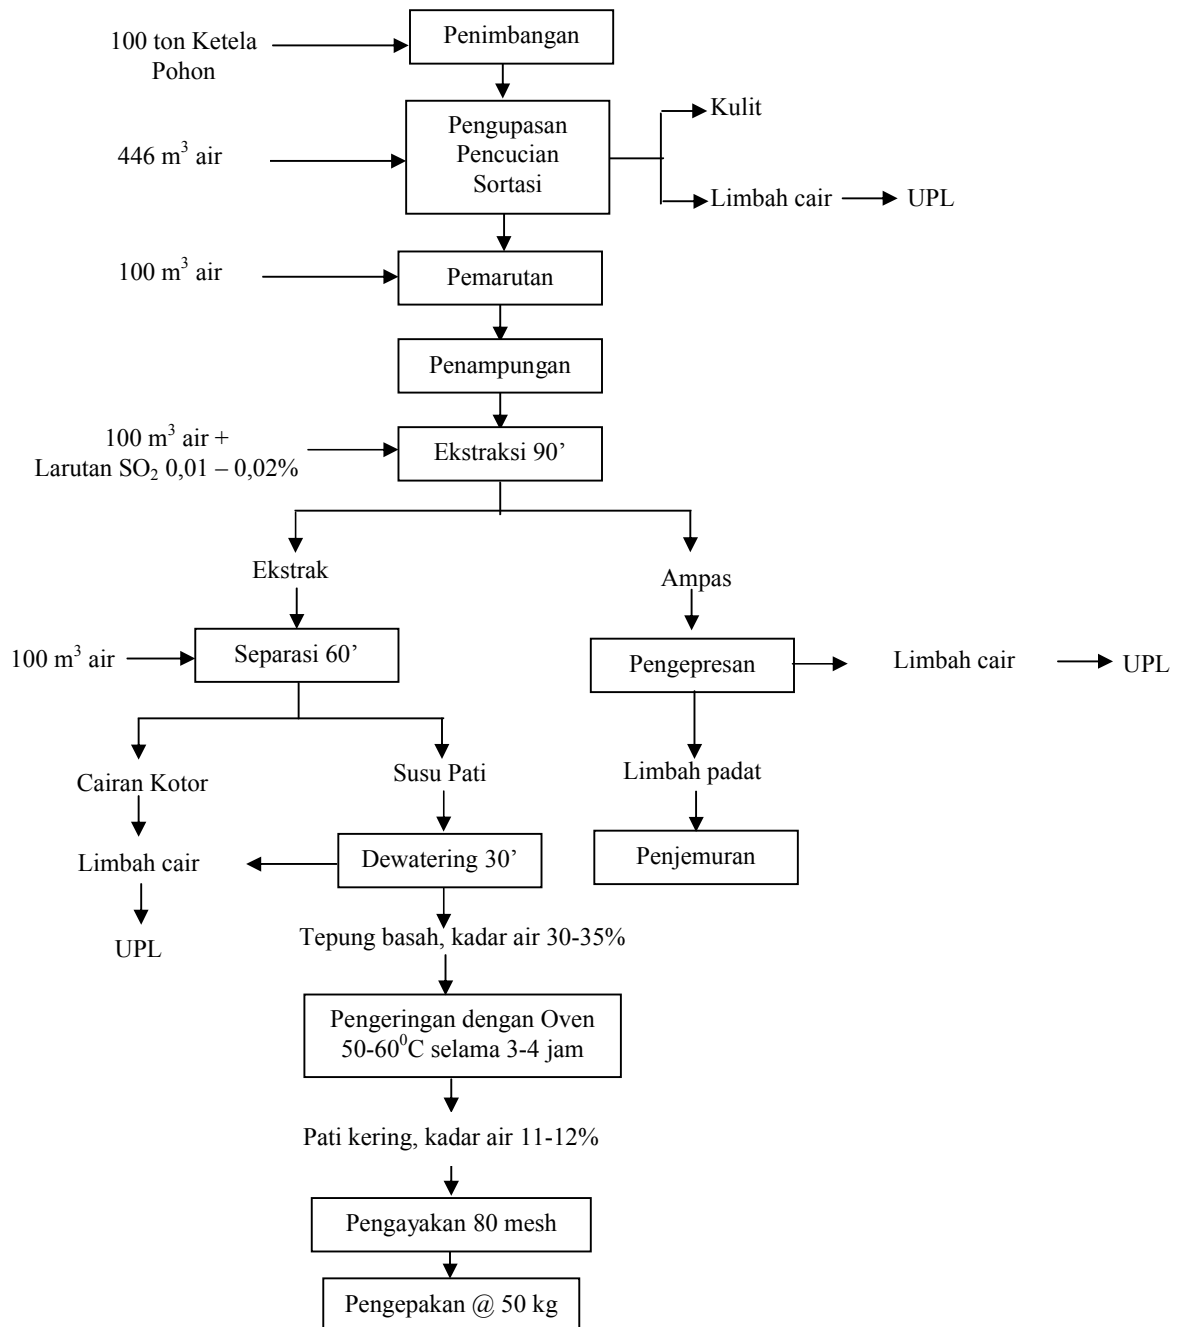 Penimbangan
100 ton Ketela
Pohon
Kulit
Pengupasan
Pencucian
Sortasi
446 m³ air
Limbah cair
UPL
100 m³ air
Pemarutan
Penampungan
100 m³ air +
Larutan SO₂ 0,01 – 0,02%
Ekstraksi 90’
Ekstrak
Ampas
100 m³ air
Separasi 60’
Pengepresan
Limbah cair
UPL
Cairan Kotor
Susu Pati
Limbah padat
Limbah cair
Dewatering 30’
Penjemuran
UPL
Tepung basah, kadar air 30-35%
Pengeringan dengan Oven
50-60⁰C selama 3-4 jam
Pati kering, kadar air 11-12%
Pengayakan 80 mesh
Pengepakan @ 50 kg